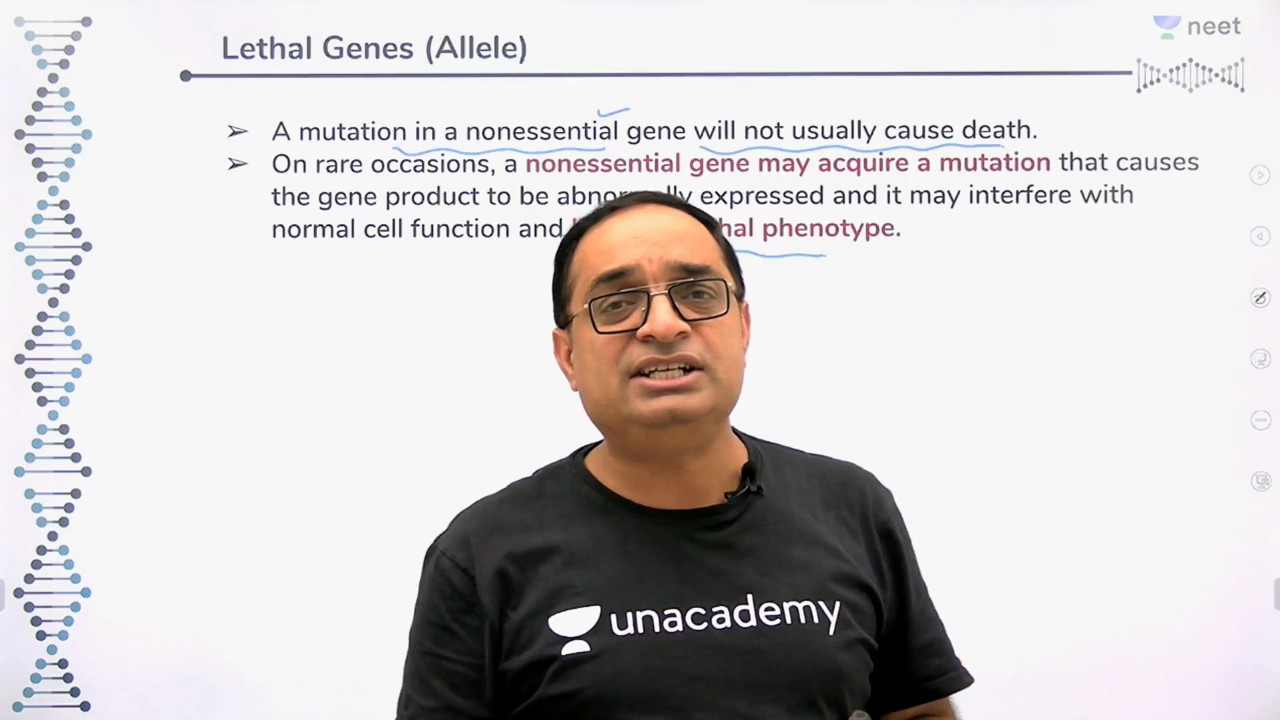 neet
Lethal Genes (Allele)
➢ A mutation in a nonessential gene will not usually cause death.
➢ On rare occasions, a nonessential gene may acquire a mutation that causes
the gene product to be abnormally expressed and it may interfere with
normal cell function and phenotype.
unacademy